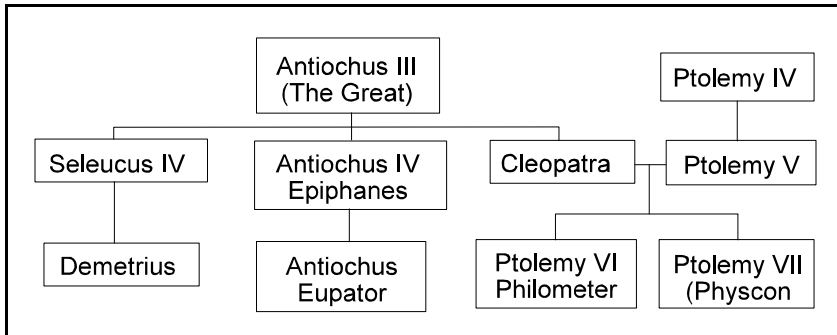 Antiochus III
(The Great)
Ptolemy IV
Seleucus IV
Antiochus IV
Epiphanes
Cleopatra
Ptolemy V
Demetrius
Antiochus
Eupator
Ptolemy VI
Philometer
Ptolemy VII
(Physcon